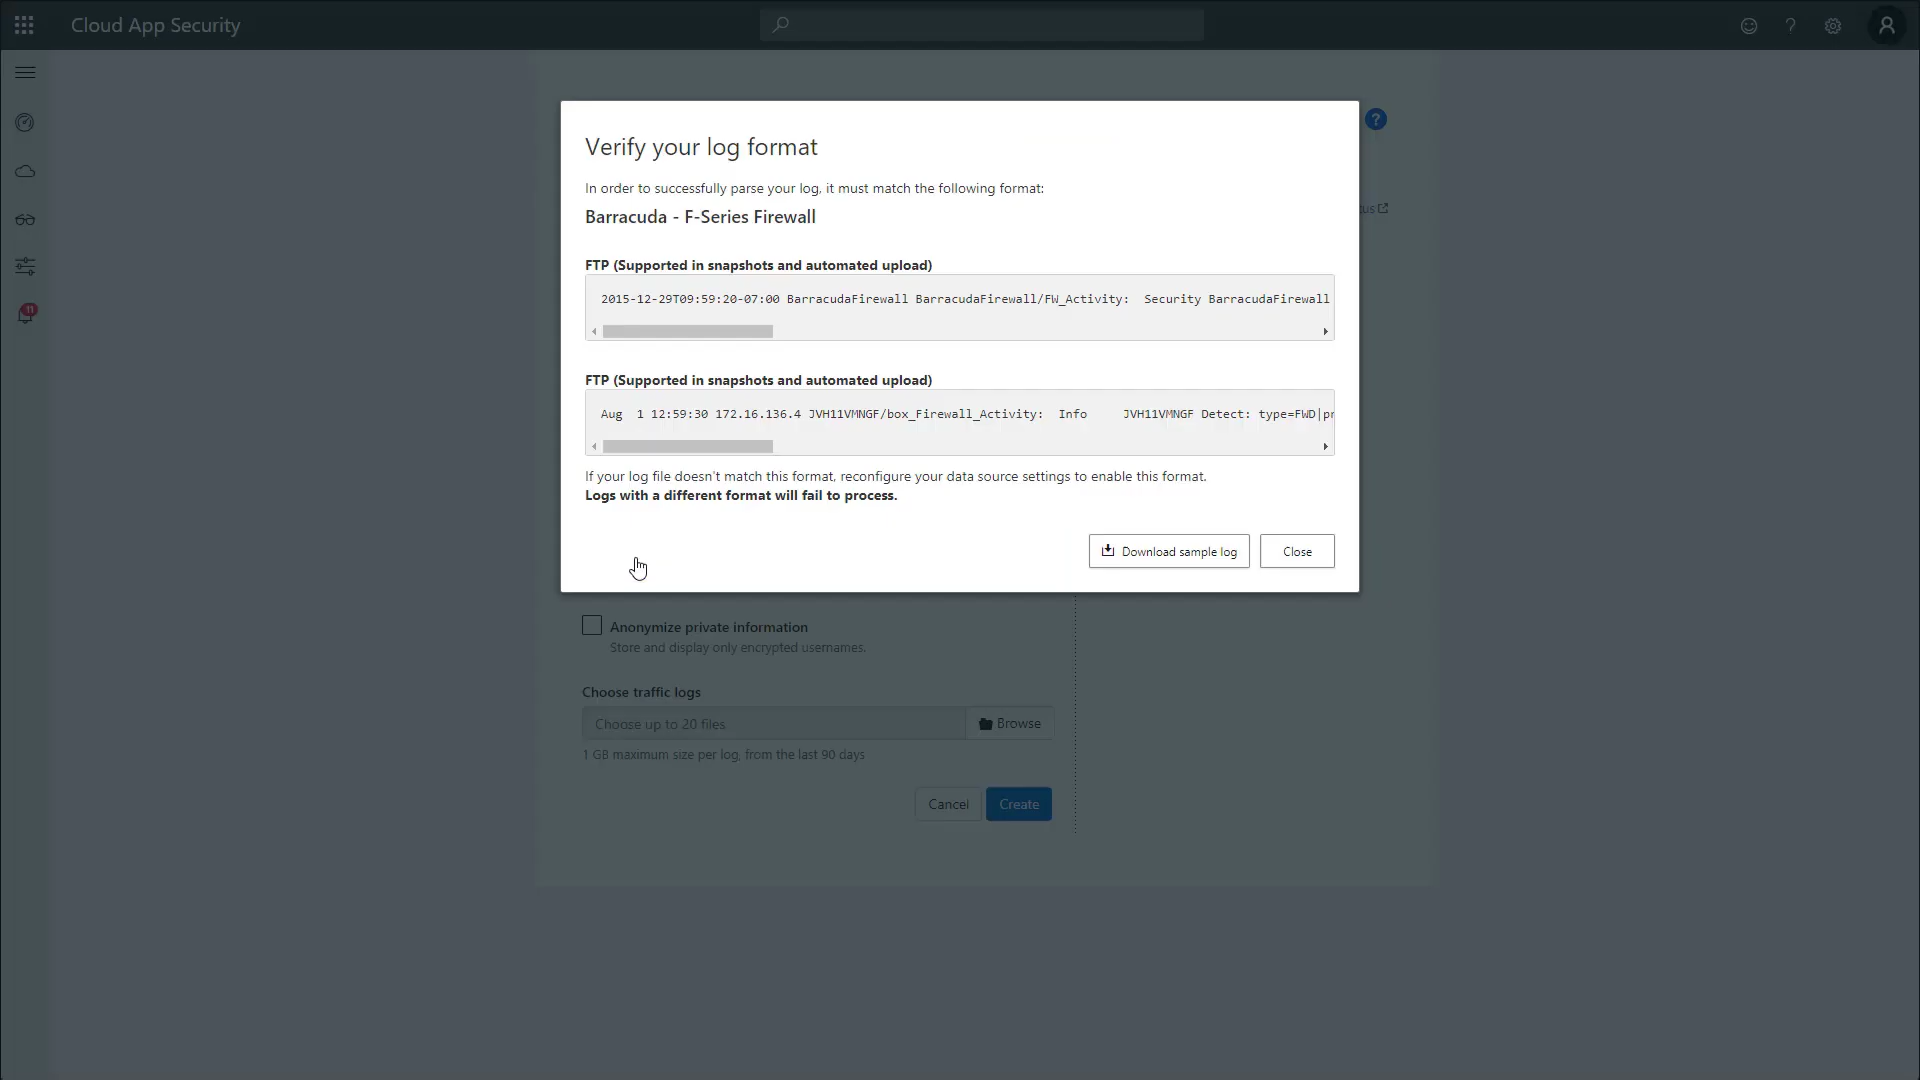 Cloud App Security
?
?
Verify your log format
In order to successfully parse your log, it must match the following format:
Barracuda - F-Series Firewall
FTP (Supported in snapshots and automated upload)
2015-12-29T09:59:20-07:00 BarracudaFirewall BarracudaFirewall/FW_Activity:  Security BarracudaFirewall
FTP (Supported in snapshots and automated upload)
Aug  1 12:59:30 172.16.136.4 JVH11VMNGF/box_Firewall_Activity:  Info     JVH11VMNGF Detect: type=FWD|pr
11
If your log file doesn't match this format, reconfigure your data source settings to enable this format.
Logs with a different format will fail to process.
Download sample log
Close
Anonymize private information
Store and display only encrypted usernames.
Choose traffic logs
Choose up to 20 files
Browse
1 GB maximum size per log, from the last 90 days
Cancel
Create